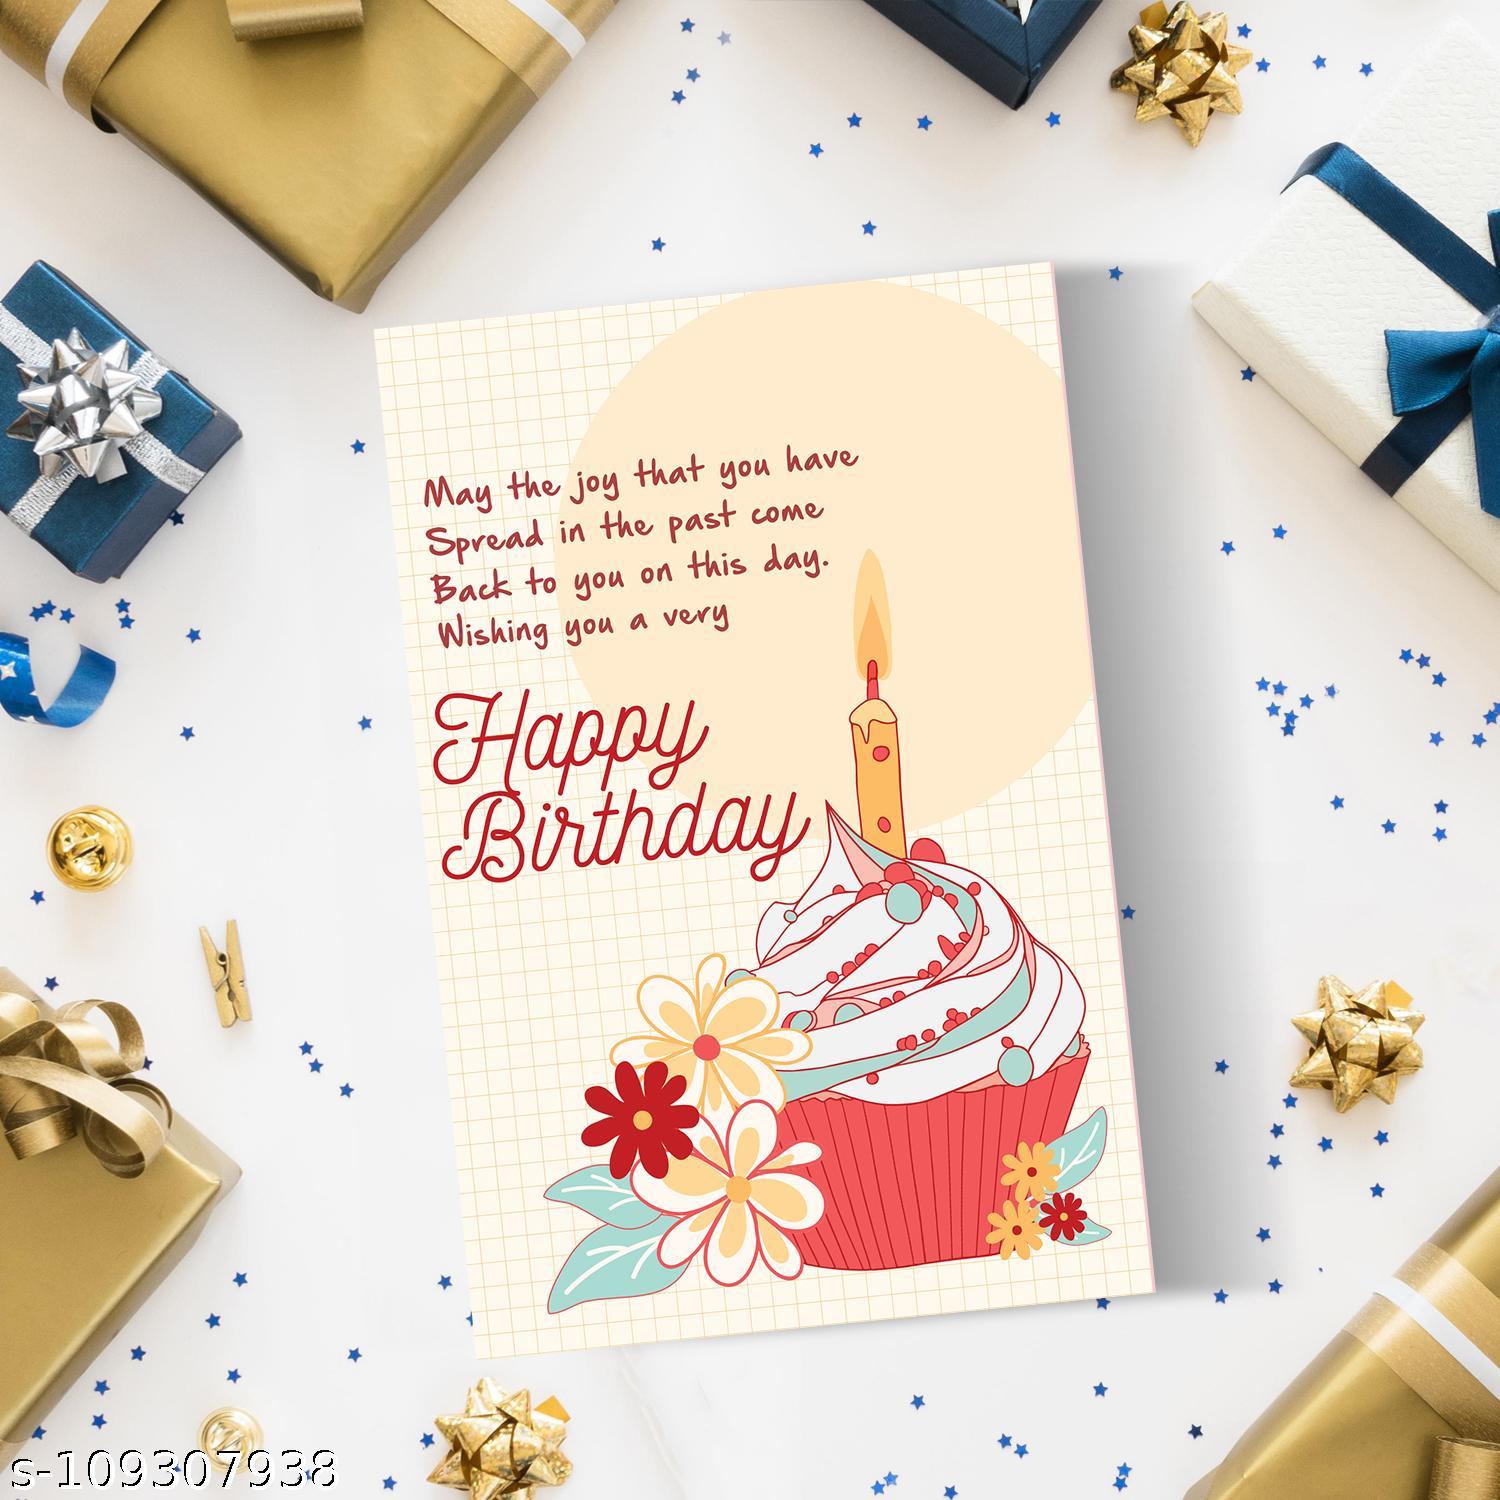 May the joy that you have
Spread in the past come
Back to you on this day.
Wishing you a very
Happy
Birthday
s-109307938